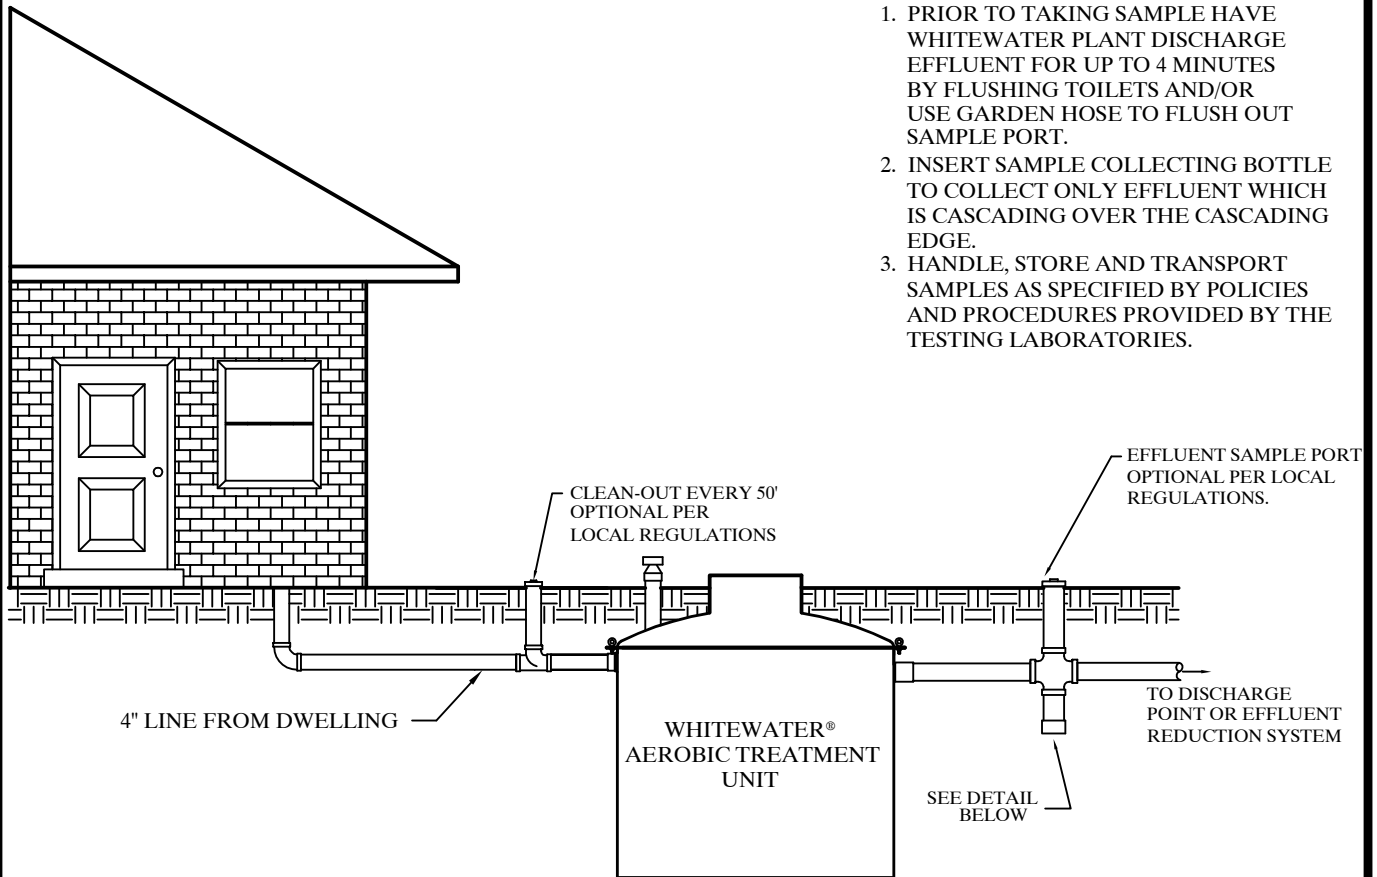 1. PRIOR TO TAKING SAMPLE HAVE
WHITEWATER PLANT DISCHARGE
EFFLUENT FOR UP TO 4 MINUTES
BY FLUSHING TOILETS AND/OR
USE GARDEN HOSE TO FLUSH OUT
SAMPLE PORT.
2. INSERT SAMPLE COLLECTING BOTTLE
TO COLLECT ONLY EFFLUENT WHICH
IS CASCADING OVER THE CASCADING
EDGE.
3. HANDLE, STORE AND TRANSPORT
SAMPLES AS SPECIFIED BY POLICIES
AND PROCEDURES PROVIDED BY THE
TESTING LABORATORIES.
EFFLUENT SAMPLE PORT
OPTIONAL PER LOCAL
REGULATIONS.
CLEAN-OUT EVERY 50'
OPTIONAL PER
LOCAL REGULATIONS
4" LINE FROM DWELLING
WHITEWATER®
AEROBIC TREATMENT
UNIT
TO DISCHARGE
POINT OR EFFLUENT
REDUCTION SYSTEM
SEE DETAIL
BELOW